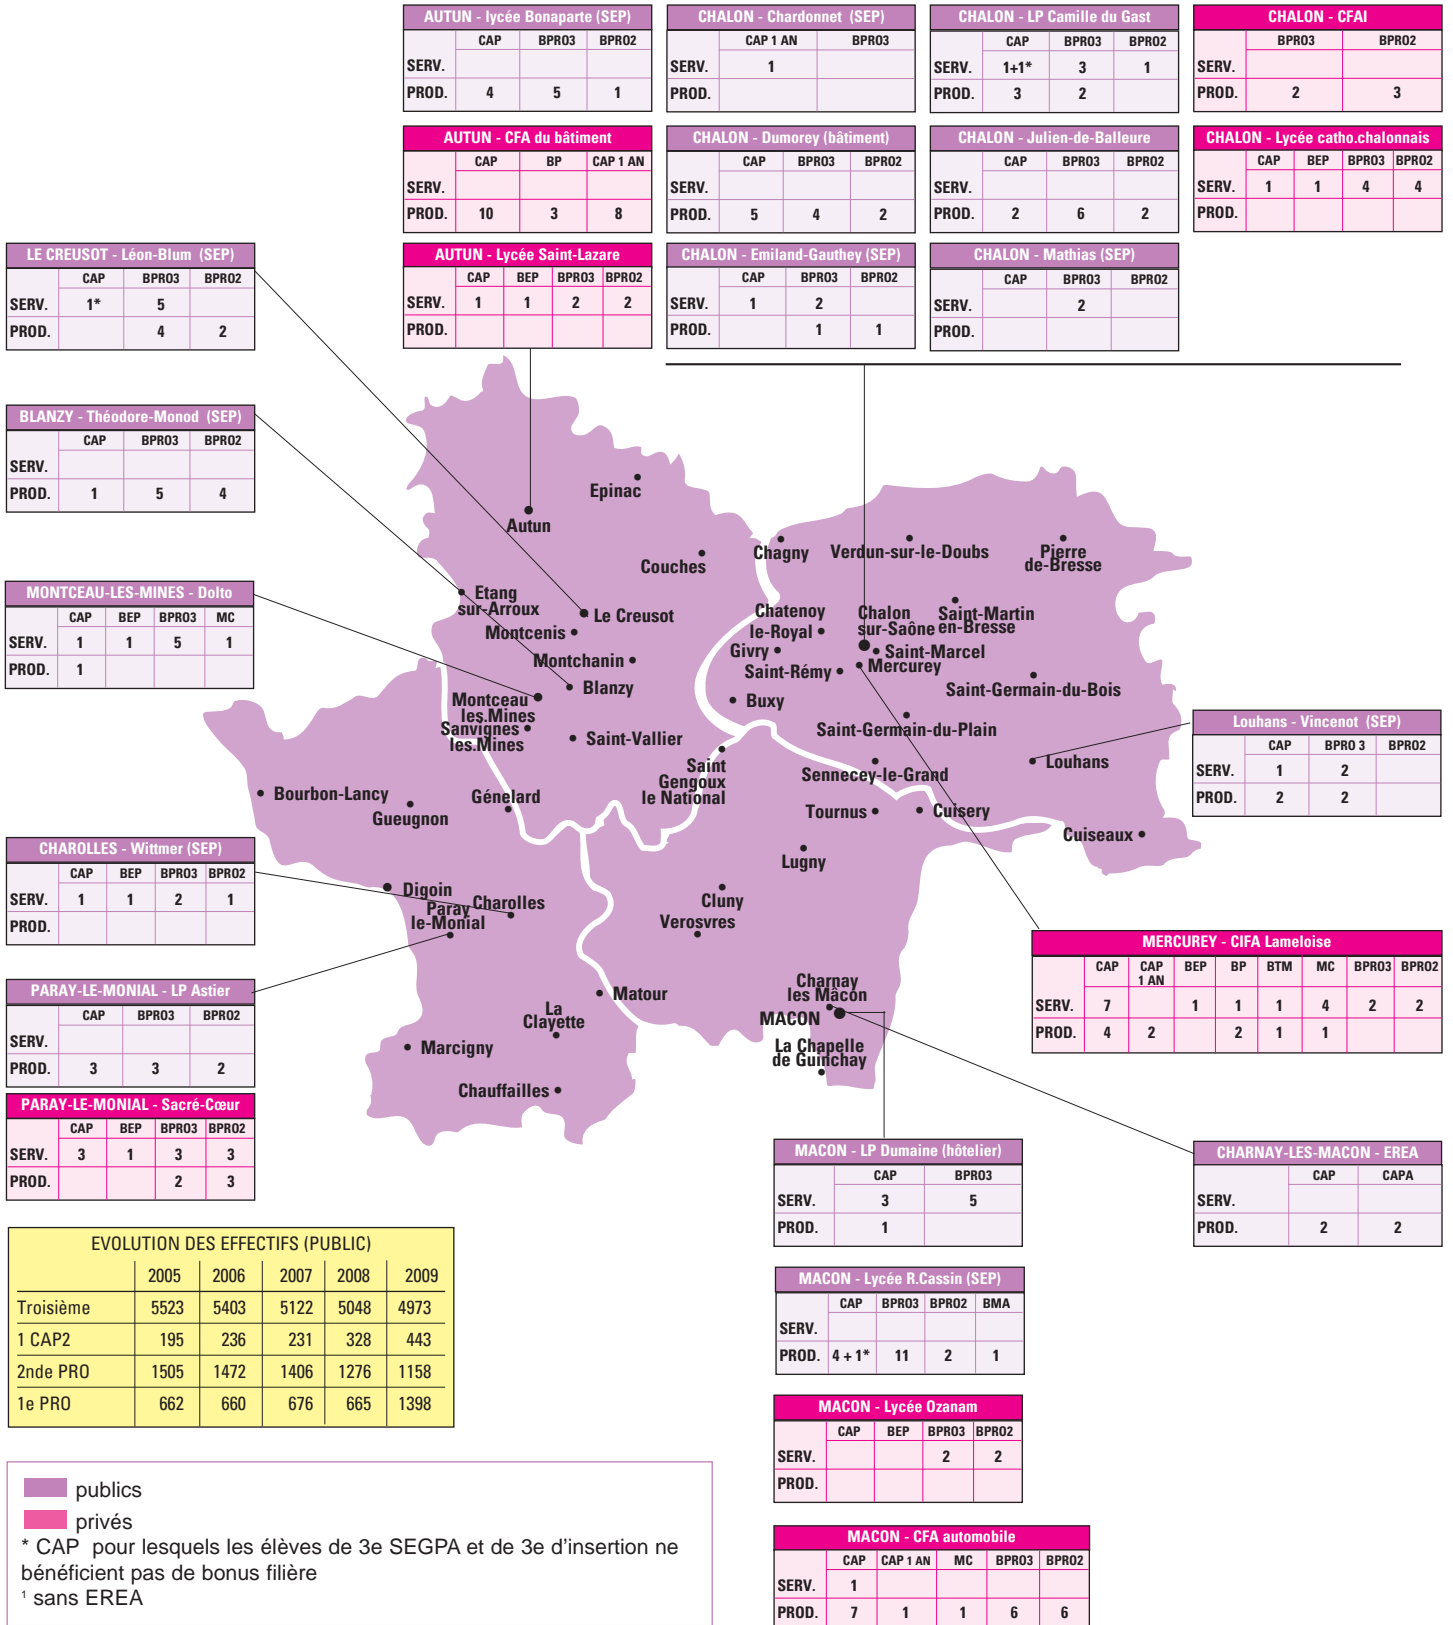 AUTUN - lycée Bonaparte (SEP)
CAP BPRO3 BPRO2
SERV.
PROD. 4 5 1
CHALON - Chardonnet (SEP)
CAP 1 AN BPRO3
SERV. 1
PROD.
CHALON - LP Camille du Gast
CAP BPRO3 BPRO2
SERV. 1+1* 3 1
PROD. 3 2
CHALON - CFAI
BPRO3 BPRO2
SERV.
PROD. 2 3
AUTUN - CFA du bâtiment
CAP BP CAP 1 AN
SERV.
PROD. 10 3 8
CHALON - Dumorey (bâtiment)
CAP BPRO3 BPRO2
SERV.
PROD. 5 4 2
CHALON - Julien-de-Balleure
CAP BPRO3 BPRO2
SERV.
PROD. 2 6 2
CHALON - Lycée catho.chalonnais
CAP BEP BPRO3 BPRO2
SERV. 1 1 4 4
PROD.
LE CREUSOT - Léon-Blum (SEP)
CAP BPRO3 BPRO2
SERV. 1* 5
PROD. 4 2
AUTUN - Lycée Saint-Lazare
CAP BEP BPRO3 BPRO2
SERV. 1 1 2 2
PROD.
CHALON - Emiland-Gauthey (SEP)
CAP BPRO3 BPRO2
SERV. 1 2
PROD. 1 1
CHALON - Mathias (SEP)
CAP BPRO3 BPRO2
SERV. 2
PROD.
BLANZY - Théodore-Monod (SEP)
CAP BPRO3 BPRO2
SERV.
PROD. 1 5 4
MONTCEAU-LES-MINES - Dolto
CAP BEP BPRO3 MC
SERV. 1 1 5 1
PROD. 1
Epinac
Autun
Couches
Chagny
Verdun-sur-le-Doubs
Pierre
de-Bresse
Etang
sur-Arroux
Le Creusot
Montcenis
Montchanin
Blanzy
Montceau
les.Mines
Sanvignes
les.Mines
Saint-Vallier
Chatenoy
le-Royal
Givry
Saint-Rémy
Buxy
Chalon
sur-Saône
Saint-Martin
en-Bresse
Saint-Marcel
Mercurey
Saint-Germain-du-Bois
Saint-Germain-du-Plain
Saint
Gengoux
le National
Sennecey-le-Grand
Louhans
Tournus
Cuisery
Cuiseaux
Bourbon-Lancy
Gueugnon
Génelard
Lugny
Digoin
Paray
le-Monial
Charolles
Cluny
Verosvres
Matour
La
Clayette
Marcigny
Chauffailles
Charnay
les Mâcon
MACON
La Chapelle
de Guinchay
Louhans - Vincenot (SEP)
CAP BPRO 3 BPRO2
SERV. 1 2
PROD. 2 2
CHAROLLES - Wittmer (SEP)
CAP BEP BPRO3 BPRO2
SERV. 1 1 2 1
PROD.
MERCUREY - CIFA Lameloise
CAP CAP BEP BP BTM MC BPRO3 BPRO2
1 AN
SERV. 7 1 1 1 4 2 2
PROD. 4 2 2 1 1
PARAY-LE-MONIAL - LP Astier
CAP BPRO3 BPRO2
SERV.
PROD. 3 3 2
PARAY-LE-MONIAL - Sacré-Cœur
CAP BEP BPRO3 BPRO2
SERV. 3 1 3 3
PROD. 2 3
MACON - LP Dumaine (hôtelier)
CAP BPRO3
SERV. 3 5
PROD. 1
CHARNAY-LES-MACON - EREA
CAP CAPA
SERV.
PROD. 2 2
EVOLUTION DES EFFECTIFS (PUBLIC)
2005 2006 2007 2008 2009
Troisième 5523 5403 5122 5048 4973
1 CAP2 195 236 231 328 443
2nde PRO 1505 1472 1406 1276 1158
1e PRO 662 660 676 665 1398
MACON - Lycée R.Cassin (SEP)
CAP BPRO3 BPRO2 BMA
SERV.
PROD. 4 + 1* 11 2 1
MACON - Lycée Ozanam
CAP BEP BPRO3 BPRO2
SERV. 2 2
PROD.
MACON - CFA automobile
CAP CAP 1 AN MC BPRO3 BPRO2
SERV. 1
PROD. 7 1 1 6 6
publics
privés
* CAP pour lesquels les élèves de 3e SEGPA et de 3e d'insertion ne
bénéficient pas de bonus filière
¹ sans EREA